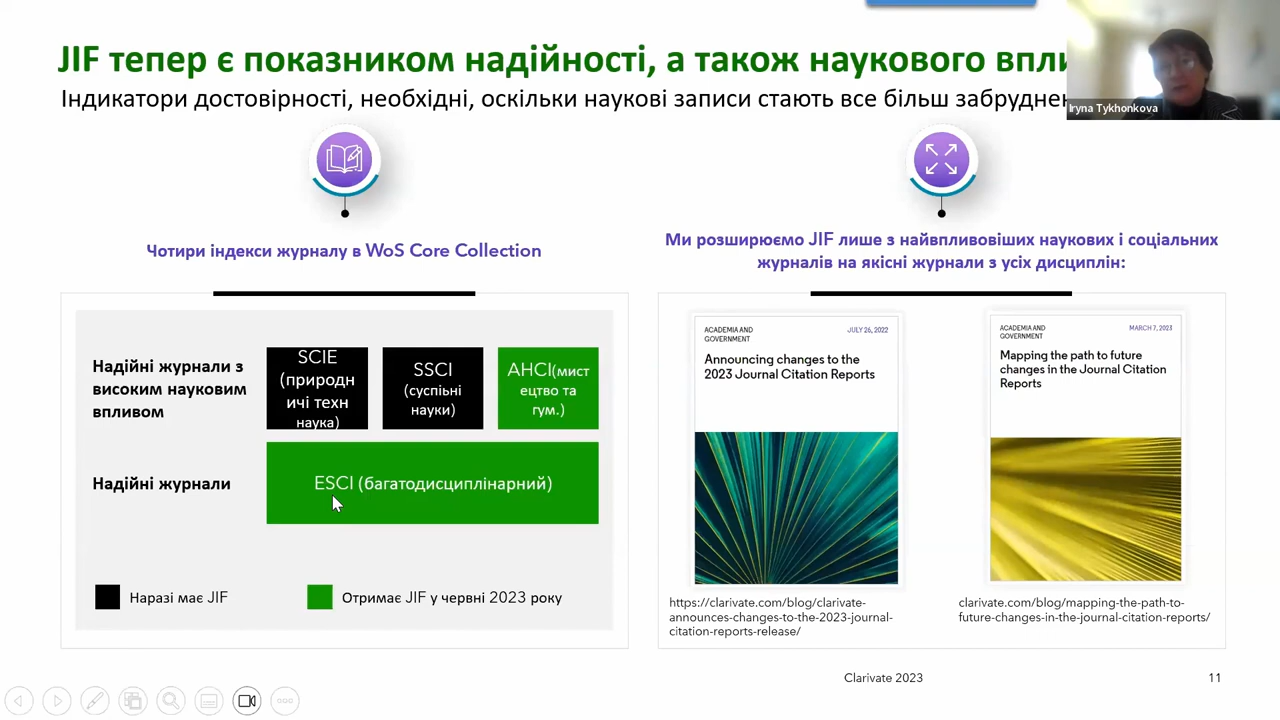 JIF тепер є показником надійності, а також наукового
Індикатори достовірності, необхідні, оскільки наукові записи стають все більш
Iryna Tykhonkova
Чотири індекси журналу в WoS Core Collection
Надійні журнали з
високим науковим
впливом
SCIE
(природн
ичі техн
наука)
SSCI
(суспільні
науки)
AHCI(мист
ецтво та
гум.)
Надійні журнали
ESCI (багатодисциплінарний)
Наразі має JIF
Отримає JIF у червні 2023 року
Ми розширюємо JIF лише з найвпливовіших наукових і соціальних
журналів на якісні журнали з усіх дисциплін:
ACADEMIA AND
GOVERNMENT
JULY 26, 2022
Announcing changes to the
2023 Journal Citation Reports
https://clarivate.com/blog/clarivate-
announces-changes-to-the-2023-journal-
citation-reports-release/
ACADEMIA AND
GOVERNMENT
MARCH 7, 2023
Mapping the path to future
changes in the Journal Citation
Reports
clarivate.com/blog/mapping-the-path-to-
future-changes-in-the-journal-citation-reports/
Clarivate 2023
11